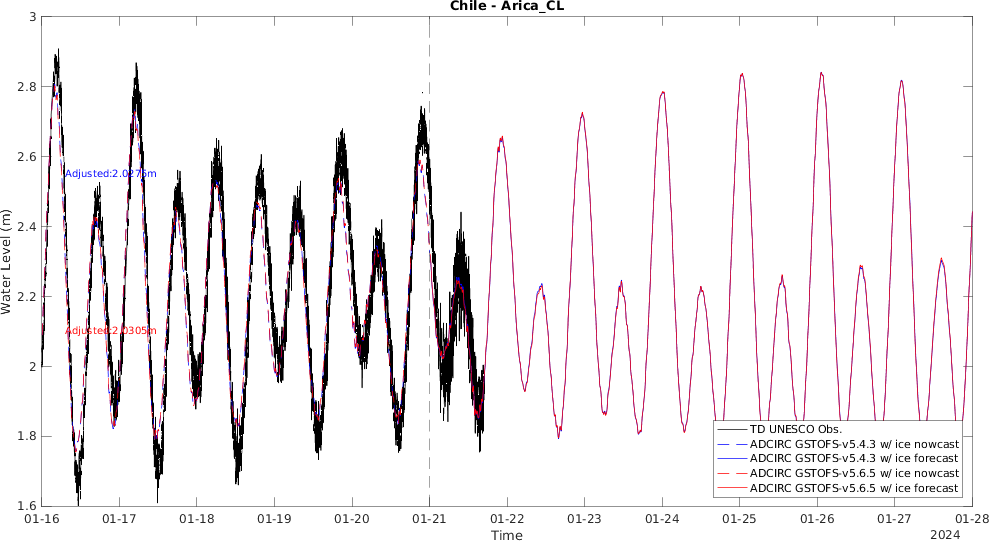 Chile - Arica_CL
3
2.8
2.6
2.4
2.2
2
1.8
1.6
Water Level (m)
Adjusted:2.0276m
Adjusted:2.0305m
TD UNESCO Obs.
ADCIRC GSTOFS-v5.4.3 w/ ice nowcast
ADCIRC GSTOFS-v5.4.3 w/ ice forecast
ADCIRC GSTOFS-v5.6.5 w/ ice nowcast
ADCIRC GSTOFS-v5.6.5 w/ ice forecast
01-16 01-17 01-18 01-19 01-20 01-21 01-22 01-23 01-24 01-25 01-26 01-27 01-28
Time
2024